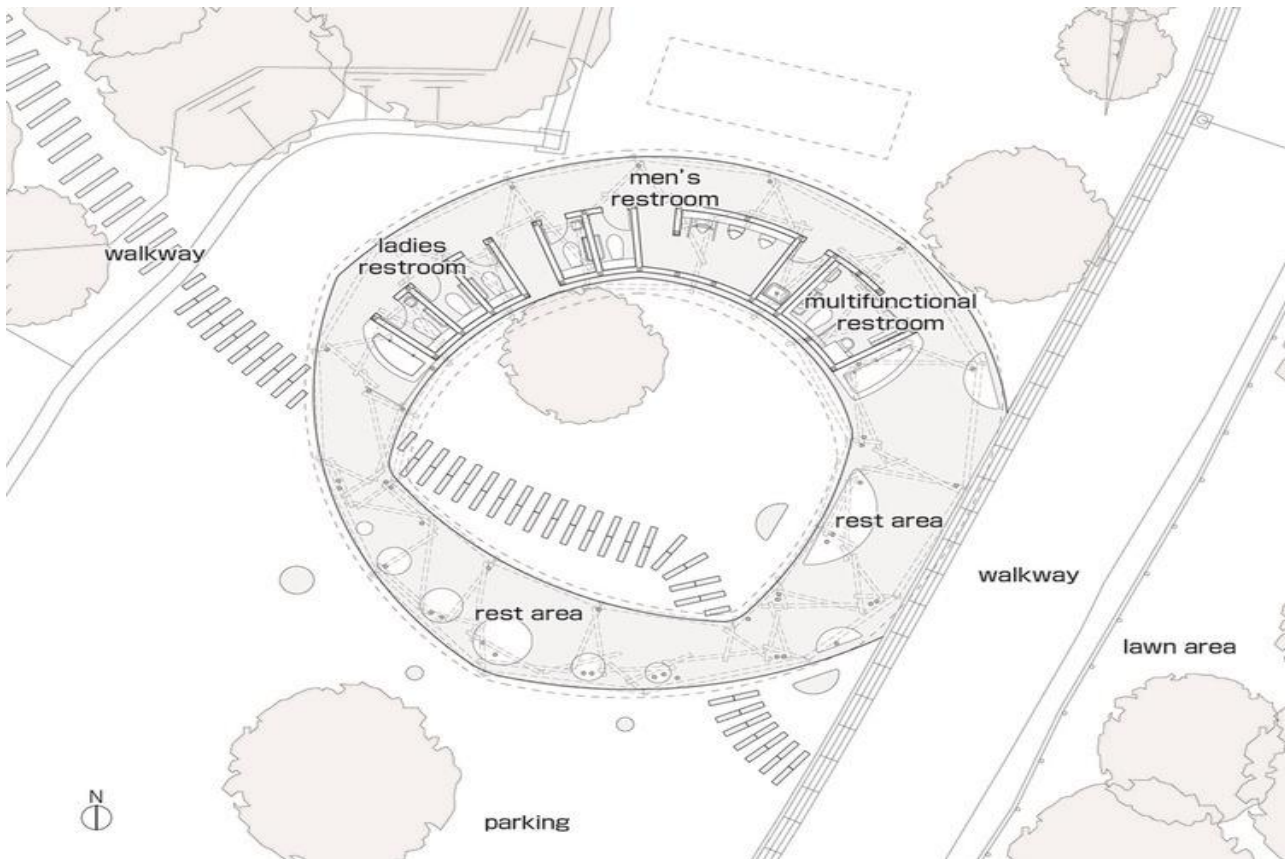 men's
restroom
ladies
restroom
walkway
multifunctional
restroom
rest area
walkway
rest area
lawn area
N
parking